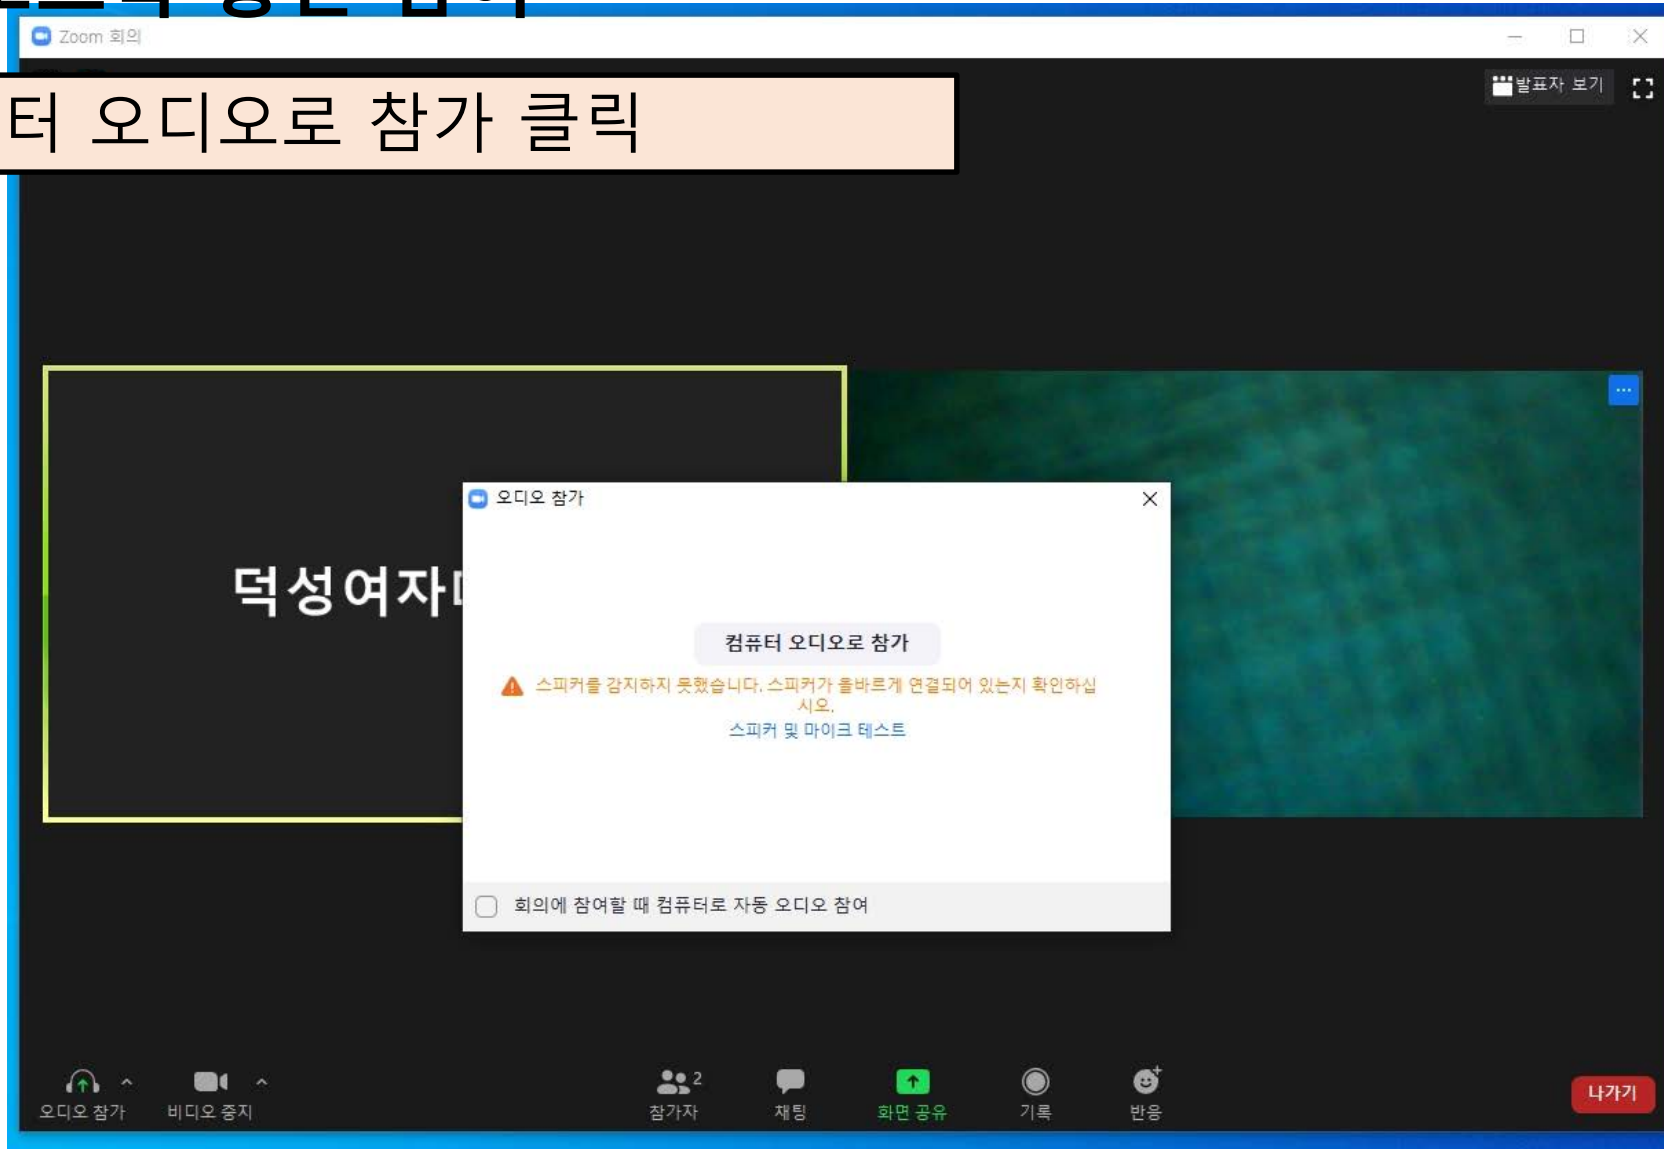 Zoom 회의
발표자 보기
터 오디오로 참가 클릭
오디오 참가
덕성여자
컴퓨터 오디오로 참가
스피커를 감지하지 못했습니다. 스피커가 올바르게 연결되어 있는지 확인하십
시오.
스피커 및 마이크 테스트
회의에 참여할 때 컴퓨터로 자동 오디오 참여
2
오디오 참가 비디오 중지 참가자 채팅 화면 공유 기록 반응 나가기